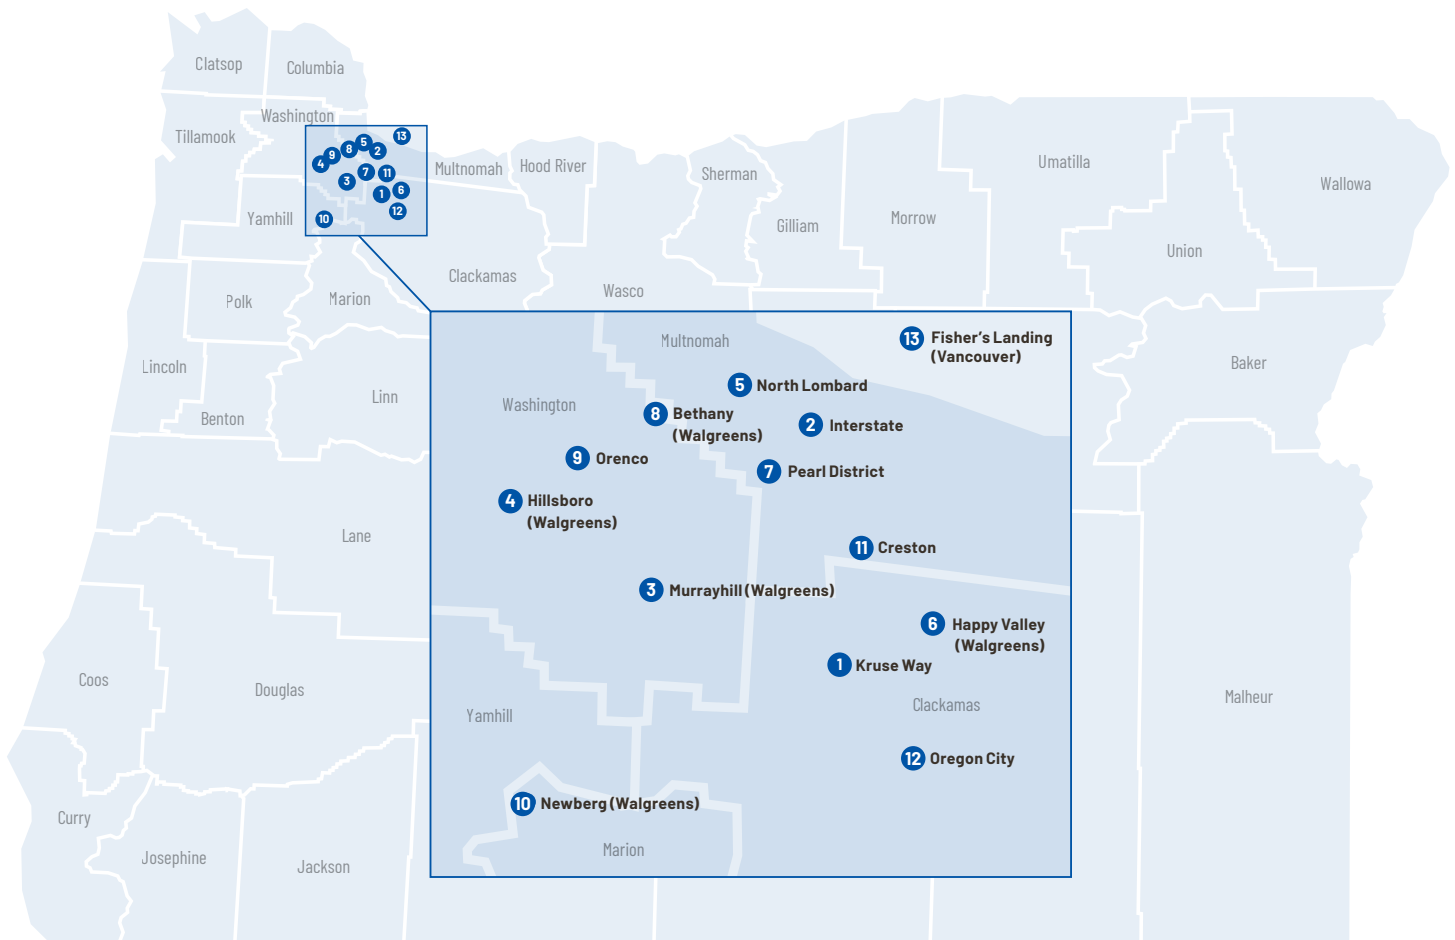 Clatsop
Columbia
Washington
Tillamook
Multnomah
Hood River
Sherman
Umatilla
Wallowa
Yamhill
Gilliam
Morrow
Union
Clackamas
Wasco
Polk
Marion
Lincoln
Linn
Benton
Baker
Lane
Coos
Douglas
Malheur
Curry
Josephine
Jackson
13
5
2
8
9
4
7
11
3
6
1
12
10
Multnomah
13 Fisher's Landing
(Vancouver)
5 North Lombard
Washington
8 Bethany
(Walgreens)
2 Interstate
9 Orenco
7 Pearl District
4 Hillsboro
(Walgreens)
11 Creston
3 Murrayhill (Walgreens)
6 Happy Valley
(Walgreens)
1 Kruse Way
Clackamas
Yamhill
12 Oregon City
10 Newberg (Walgreens)
Marion